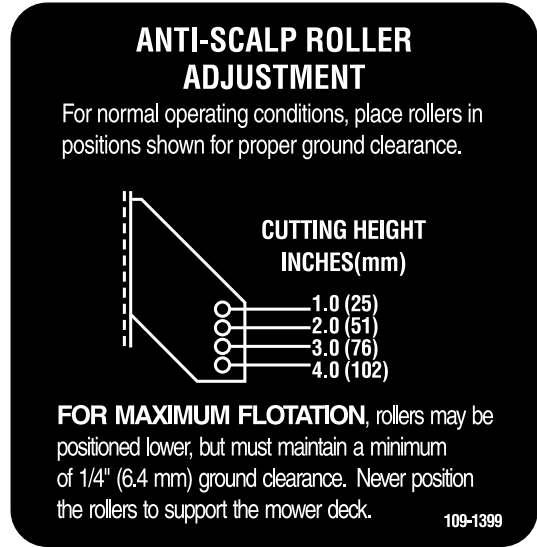 ANTI-SCALP ROLLER
ADJUSTMENT
For normal operating conditions, place rollers in
positions shown for proper ground clearance.
CUTTING HEIGHT
INCHES(mm)
1.0 (25)
2.0 (51)
3.0 (76)
4.0 (102)
FOR MAXIMUM FLOTATION, rollers may be
positioned lower, but must maintain a minimum
of 1/4" (6.4 mm) ground clearance. Never position
the rollers to support the mower deck.
109-1399